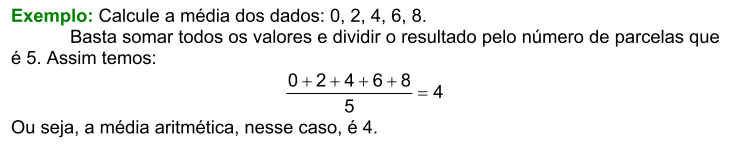 Exemplo: Calcule a média dos dados: 0, 2, 4, 6, 8.
Basta somar todos os valores e dividir o resultado pelo número de parcelas que
é 5. Assim temos:
0 + 2 + 4 + 6 + 8
5
= 4
Ou seja, a média aritmética, nesse caso, é 4.